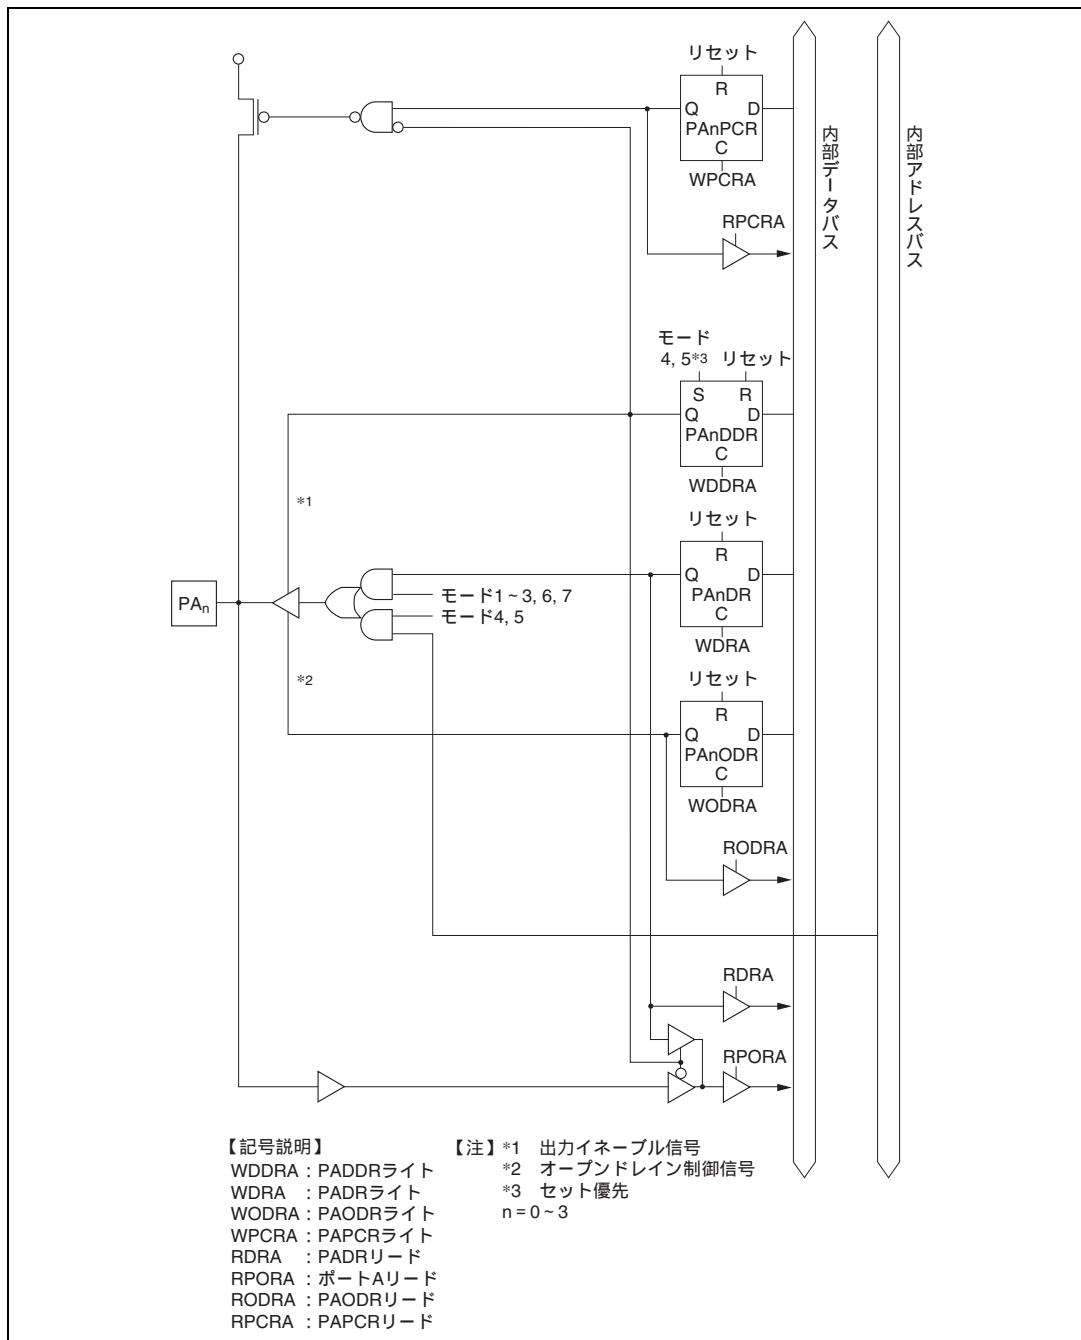 リセット
R
Q D
PAnPCR
C
WPCRA
RPCRA
内部データバス
内部アドレスバス
モード
4, 5*3 リセット
S R
Q D
PAnDDR
C
WDDRA
*1
リセット
R
Q D
PAnDR
C
WDRA
モード1～3, 6, 7
モード4, 5
PAn
*2
リセット
R
Q D
PAnODR
C
WODRA
RODRA
RDRA
RPORA
【記号説明】
WDDRA : PADDRライト
WDRA : PADRライト
WODRA : PAODRライト
WPCRA : PAPCRライト
RDRA : PADRリード
RPORA : ポートAリード
RODRA : PAODRリード
RPCRA : PAPCRリード
【注】 *1 出力イネーブル信号
*2 オープンドレイン制御信号
*3 セット優先
n = 0～3